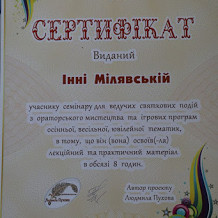 СЕРТИФІКАТ
Виданий
Інні Мілявській
учаснику семінару для ведучих святкових подій
з ораторського мистецтва та ігрових програм
осінньої, весільної, ювілейної тематик,
в тому, що він (вона) освоїв(-ла)
лекційний та практичний матеріал
в обсязі 8 годин.
Автор проекту
Людмила Пухова